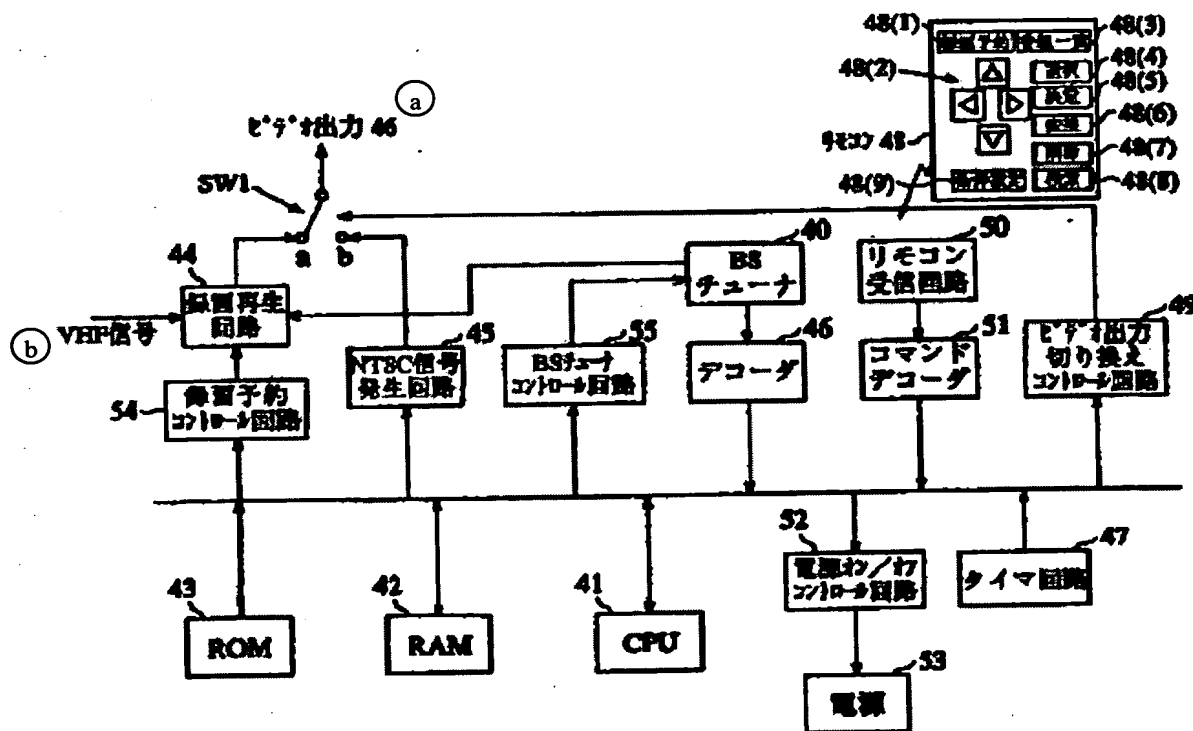 48(1)
48(3)
48(4)
選択
48(2)
48(5)
決定
48(6)
リモコン 48
48(7)
48(9)
48(8)
a
ビデオ出力 46
SW1
a
b
44
録画再生
回路
b
VHF信号
45
NTSC信号
発生回路
55
BSチューナ
コントロール回路
40
BS
チューナ
46
デコーダ
50
リモコン
受信回路
51
コマンド
デコーダ
49
ビデオ出力
切り換え
コントロール回路
54
録画予約
コントロール回路
43
ROM
42
RAM
41
CPU
52
電源オン/オフ
コントロール回路
47
タイマ回路
53
電源